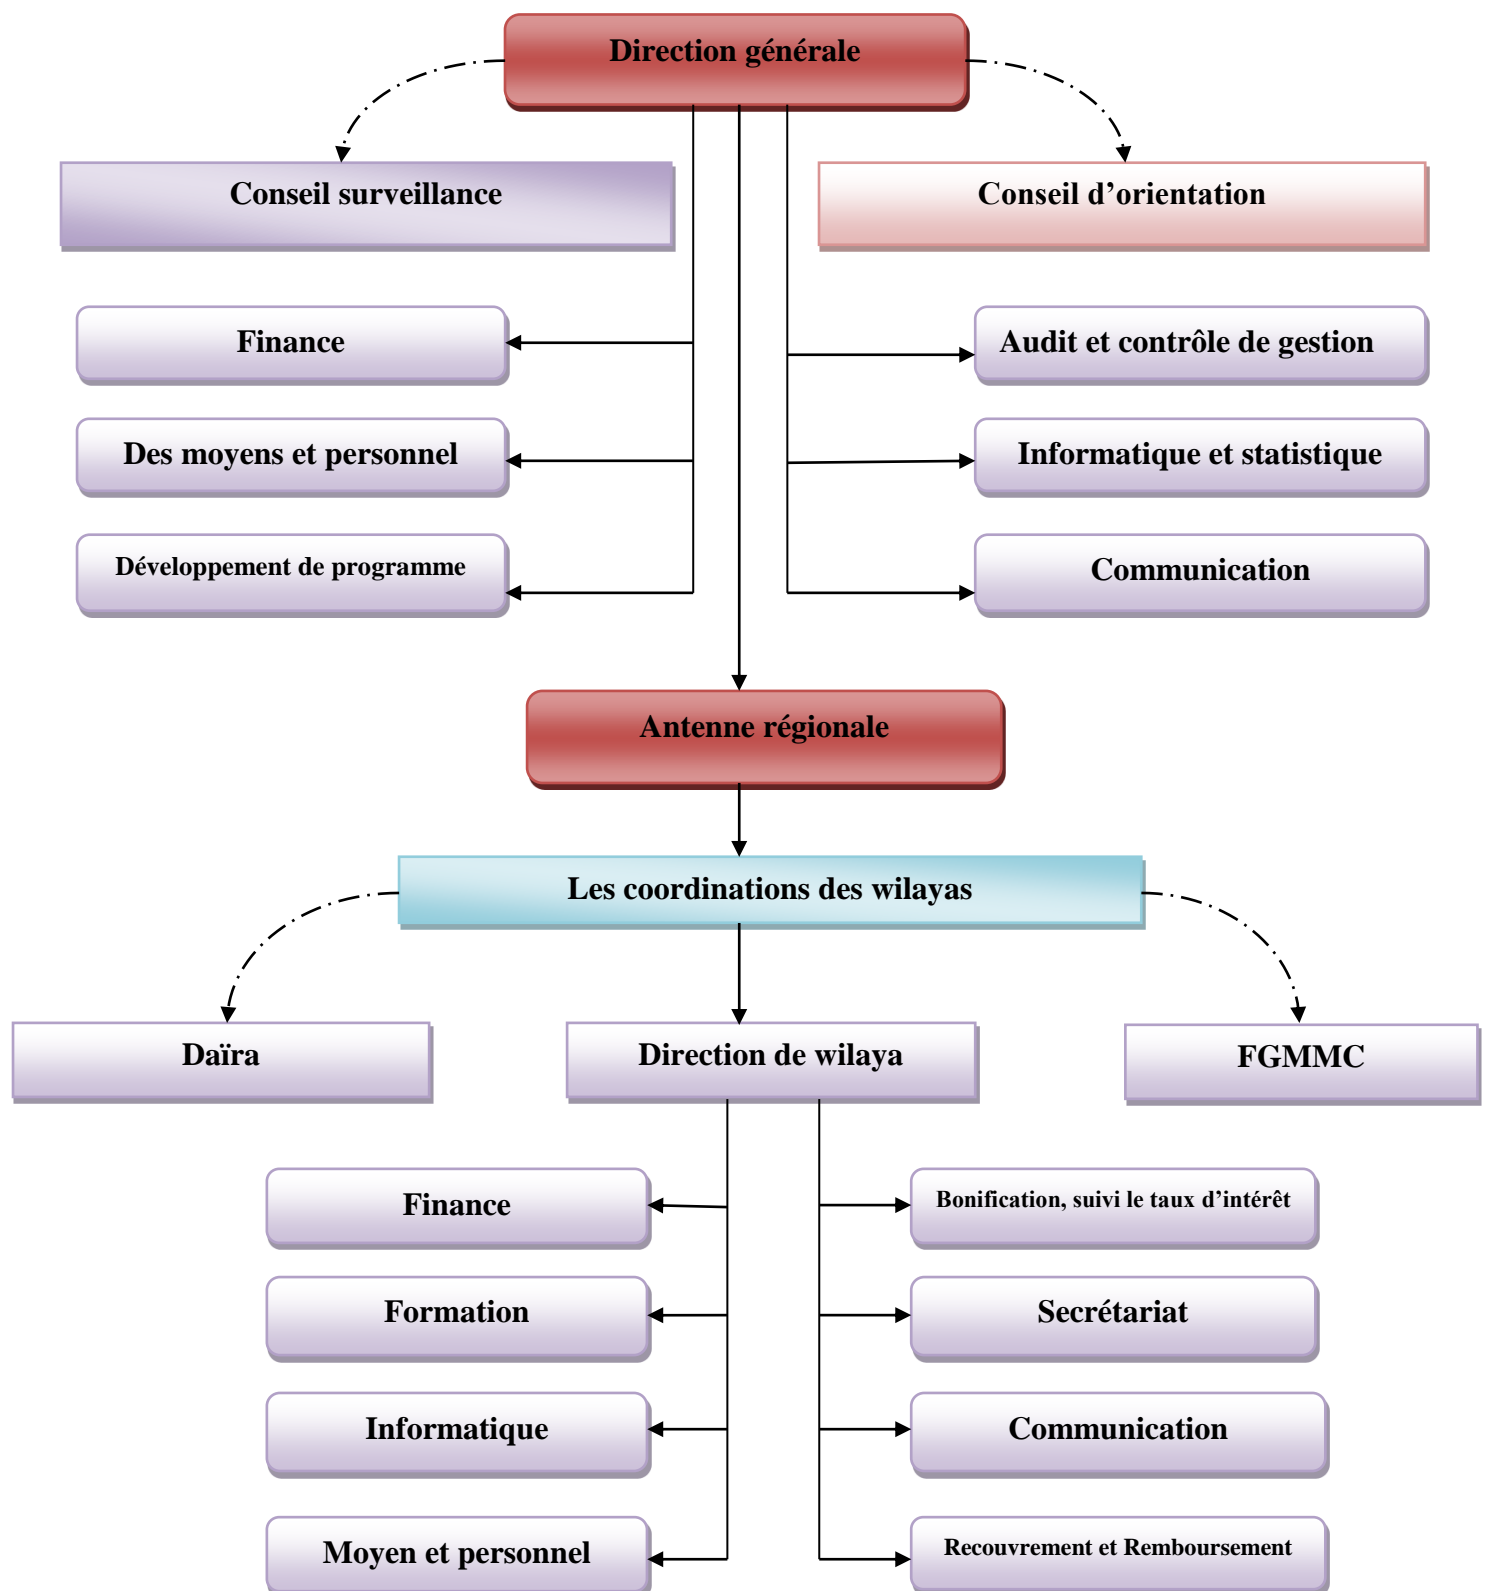 Direction générale
Conseil surveillance
Conseil d’orientation
Finance
Audit et contrôle de gestion
Des moyens et personnel
Informatique et statistique
Développement de programme
Communication
Antenne régionale
Les coordinations des wilayas
Daïra
Direction de wilaya
FGMMC
Finance
Bonification, suivi le taux d’intérêt
Formation
Secrétariat
Informatique
Communication
Moyen et personnel
Recouvrement et Remboursement